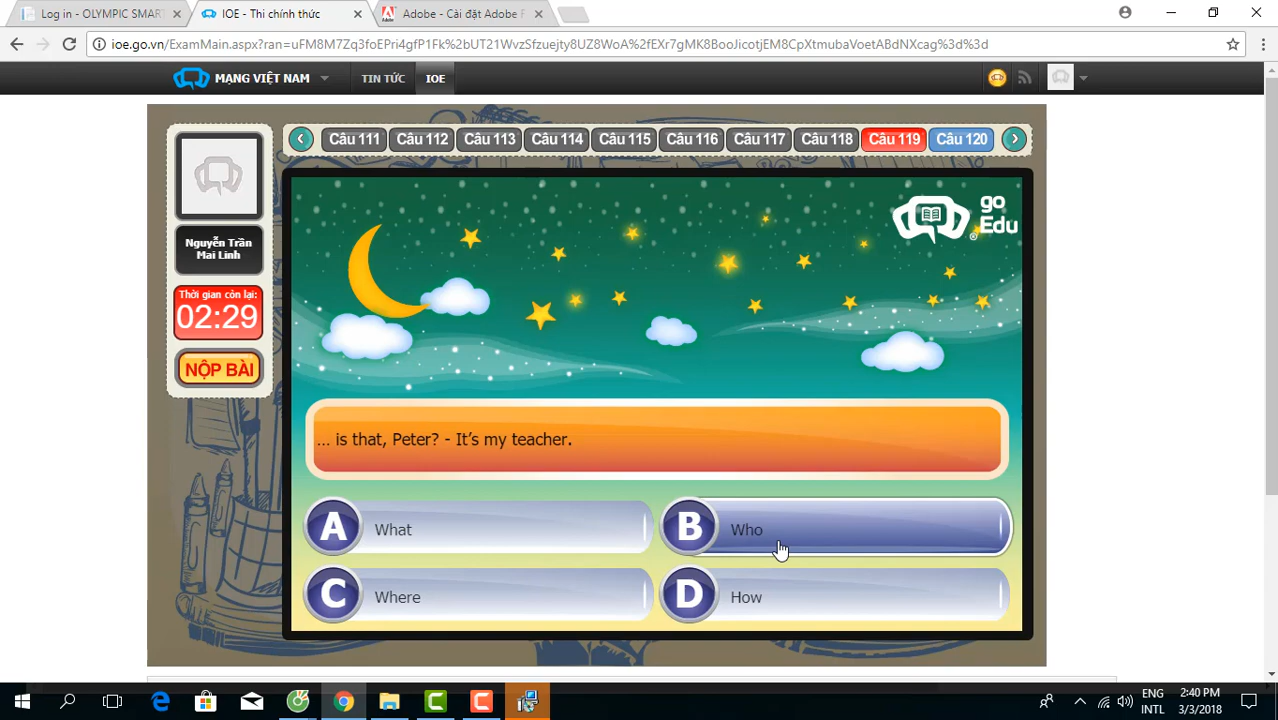 Log in - OLYMPIC SMART
IOE - Thi chính thức
Adobe - Cài đặt Adobe F
ioe.go.vn/ExamMain.aspx?ran=uFM8M7Zq3foEPri4gfP1Fk%2bUT21WvzSfzuejty8UZ8WoA%2fEXr7gMK8BooJicotjEM8CpXtmubaVoetABdNXcag%3d%3d
MẠNG VIỆT NAM
TIN TỨC
IOE
Câu 111
Câu 112
Câu 113
Câu 114
Câu 115
Câu 116
Câu 117
Câu 118
Câu 119
Câu 120
go
Edu
Nguyễn Trần
Mai Linh
Thời gian còn lại:
02:29
NỘP BÀI
... is that, Peter? - It's my teacher.
A What
B Who
C Where
D How
ENG
INTL
2:40 PM
3/3/2018